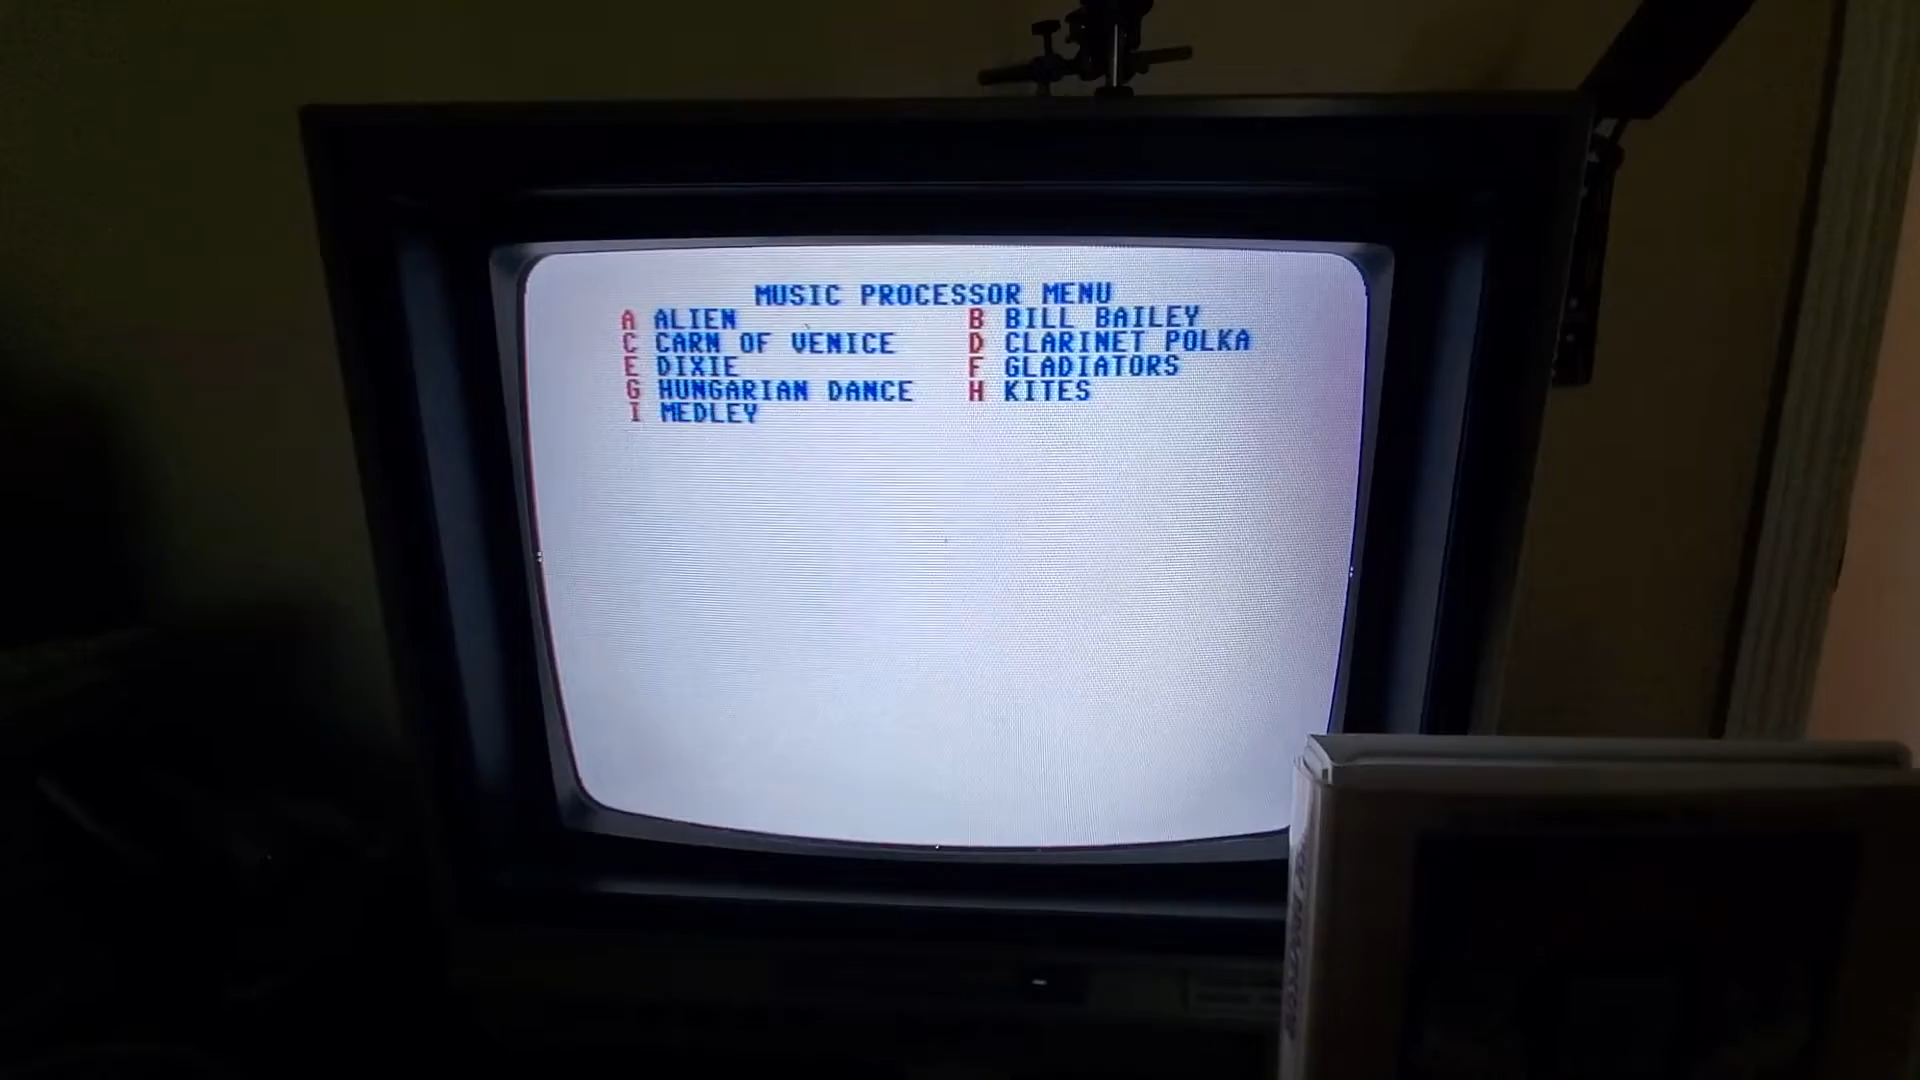 MUSIC PROCESSOR MENU
A ALIEN B BILL BAILEY
C CARN OF VENICE D CLARINET POLKA
E DIXIE F GLADIATORS
G HUNGARIAN DANCE H KITES
I MEDLEY